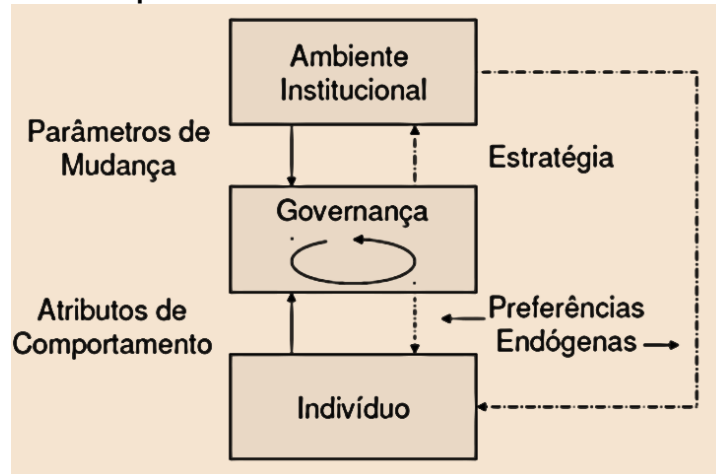 Ambiente
Institucional
Parâmetros de
Mudança
Estratégia
Governança
Atributos de
Comportamento
Preferências
Endógenas
Indivíduo